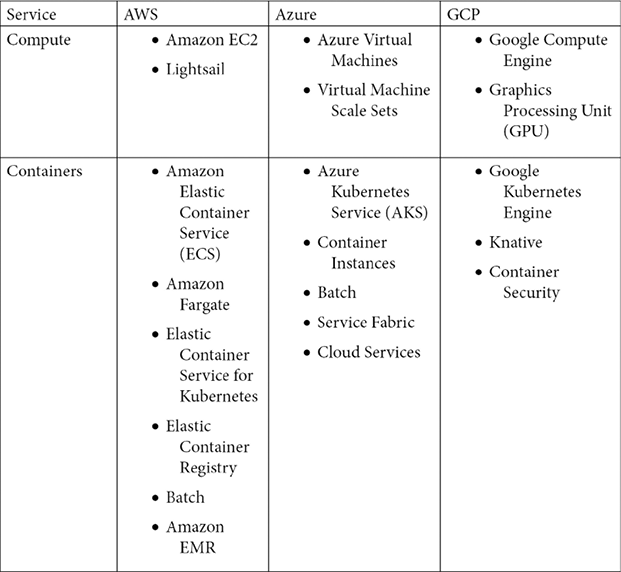 Service AWS Azure GCP
Compute
• Amazon EC2
• Lightsail
• Azure Virtual
Machines
• Virtual Machine
Scale Sets
• Google Compute
Engine
• Graphics
Processing Unit
(GPU)
Containers
• Amazon
Elastic
Container
Service
(ECS)
• Amazon
Fargate
• Elastic
Container
Service for
Kubernetes
• Elastic
Container
Registry
• Batch
• Amazon
EMR
• Azure
Kubernetes
Service (AKS)
• Container
Instances
• Batch
• Service Fabric
• Cloud Services
• Google
Kubernetes
Engine
• Knative
• Container
Security